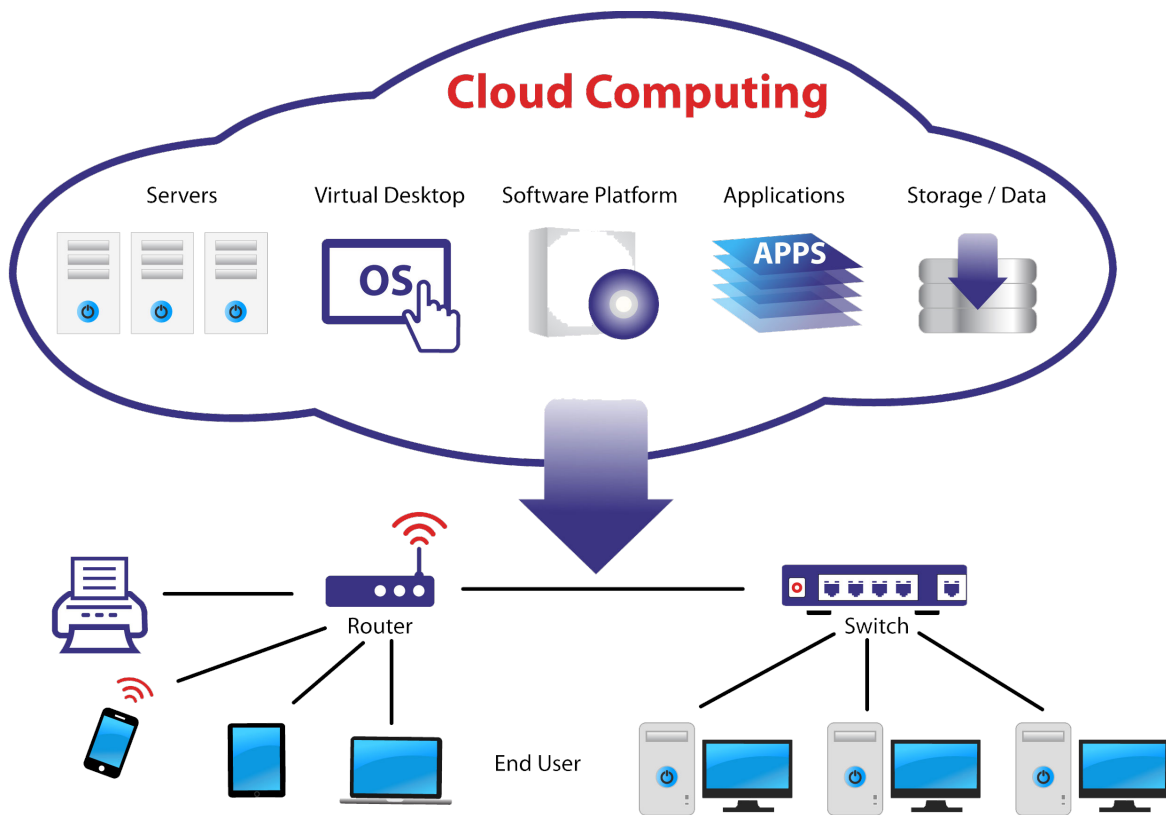 Cloud Computing
Servers
Virtual Desktop
Software Platform
Applications
Storage / Data
OS
APPS
Router
Switch
End User